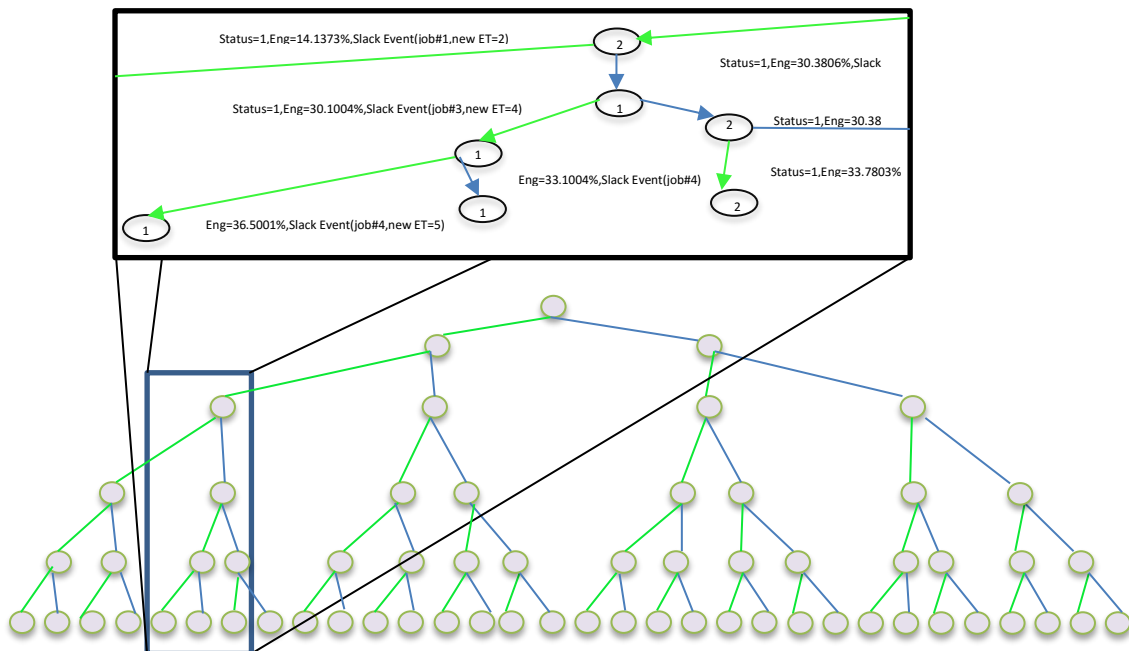 Status=1,Eng=14.1373%,Slack Event(job#1,new ET=2)
2
Status=1,Eng=30.3806%,Slack
Status=1,Eng=30.1004%,Slack Event(job#3,new ET=4)
1
2
Status=1,Eng=30.38
1
Eng=33.1004%,Slack Event(job#4)
Status=1,Eng=33.7803%
1
2
1
Eng=36.5001%,Slack Event(job#4,new ET=5)